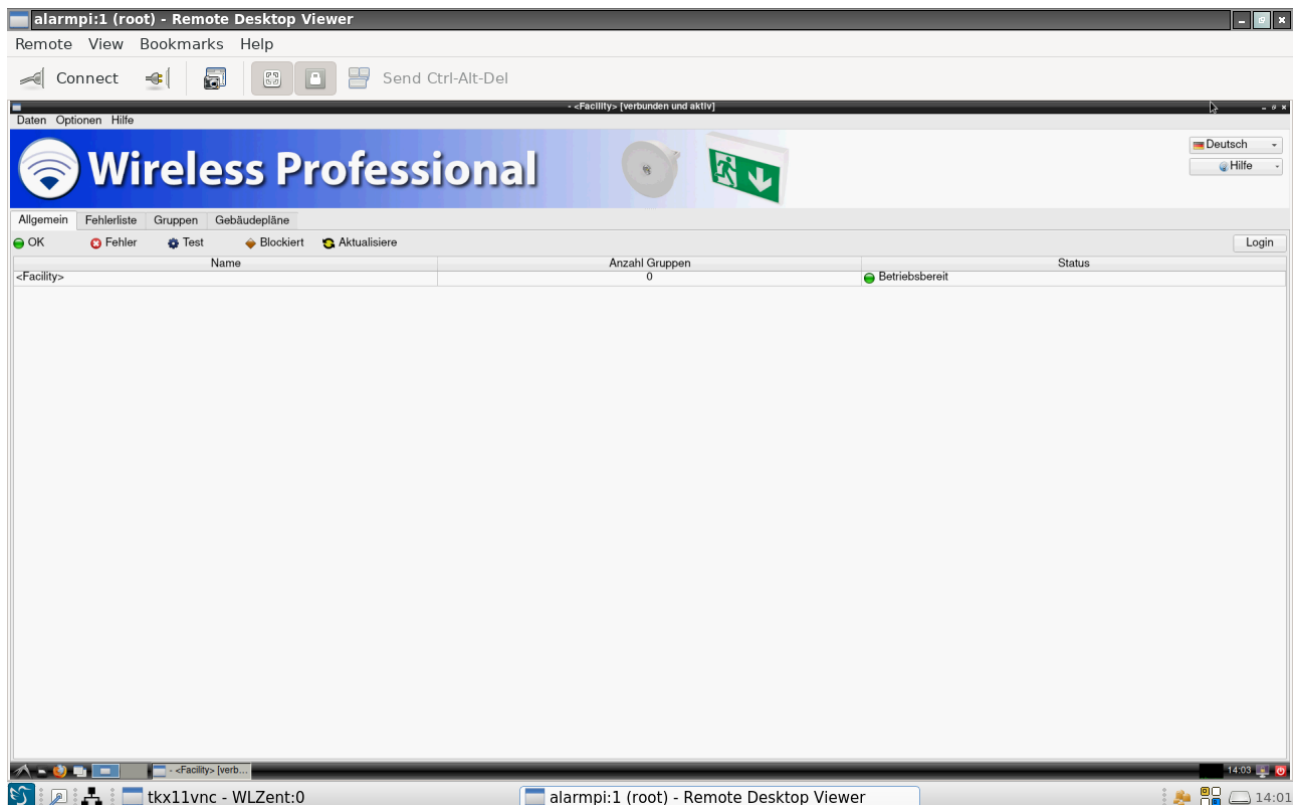 alarmpi:1 (root) - Remote Desktop Viewer
Remote View Bookmarks Help
Connect Send Ctrl-Alt-Del
- <Facility> [verbunden und aktiv]
Daten Optionen Hilfe
Wireless Professional
Deutsch
Hilfe
Allgemein Fehlerliste Gruppen Gebäudepläne
OK Fehler Test Blockiert Aktualisiere Login
Name Anzahl Gruppen Status
<Facility> 0 Betriebsbereit
- <Facility> [verb... 14:03
tkx11vnc - WLZent:0 alarmpi:1 (root) - Remote Desktop Viewer 14:01